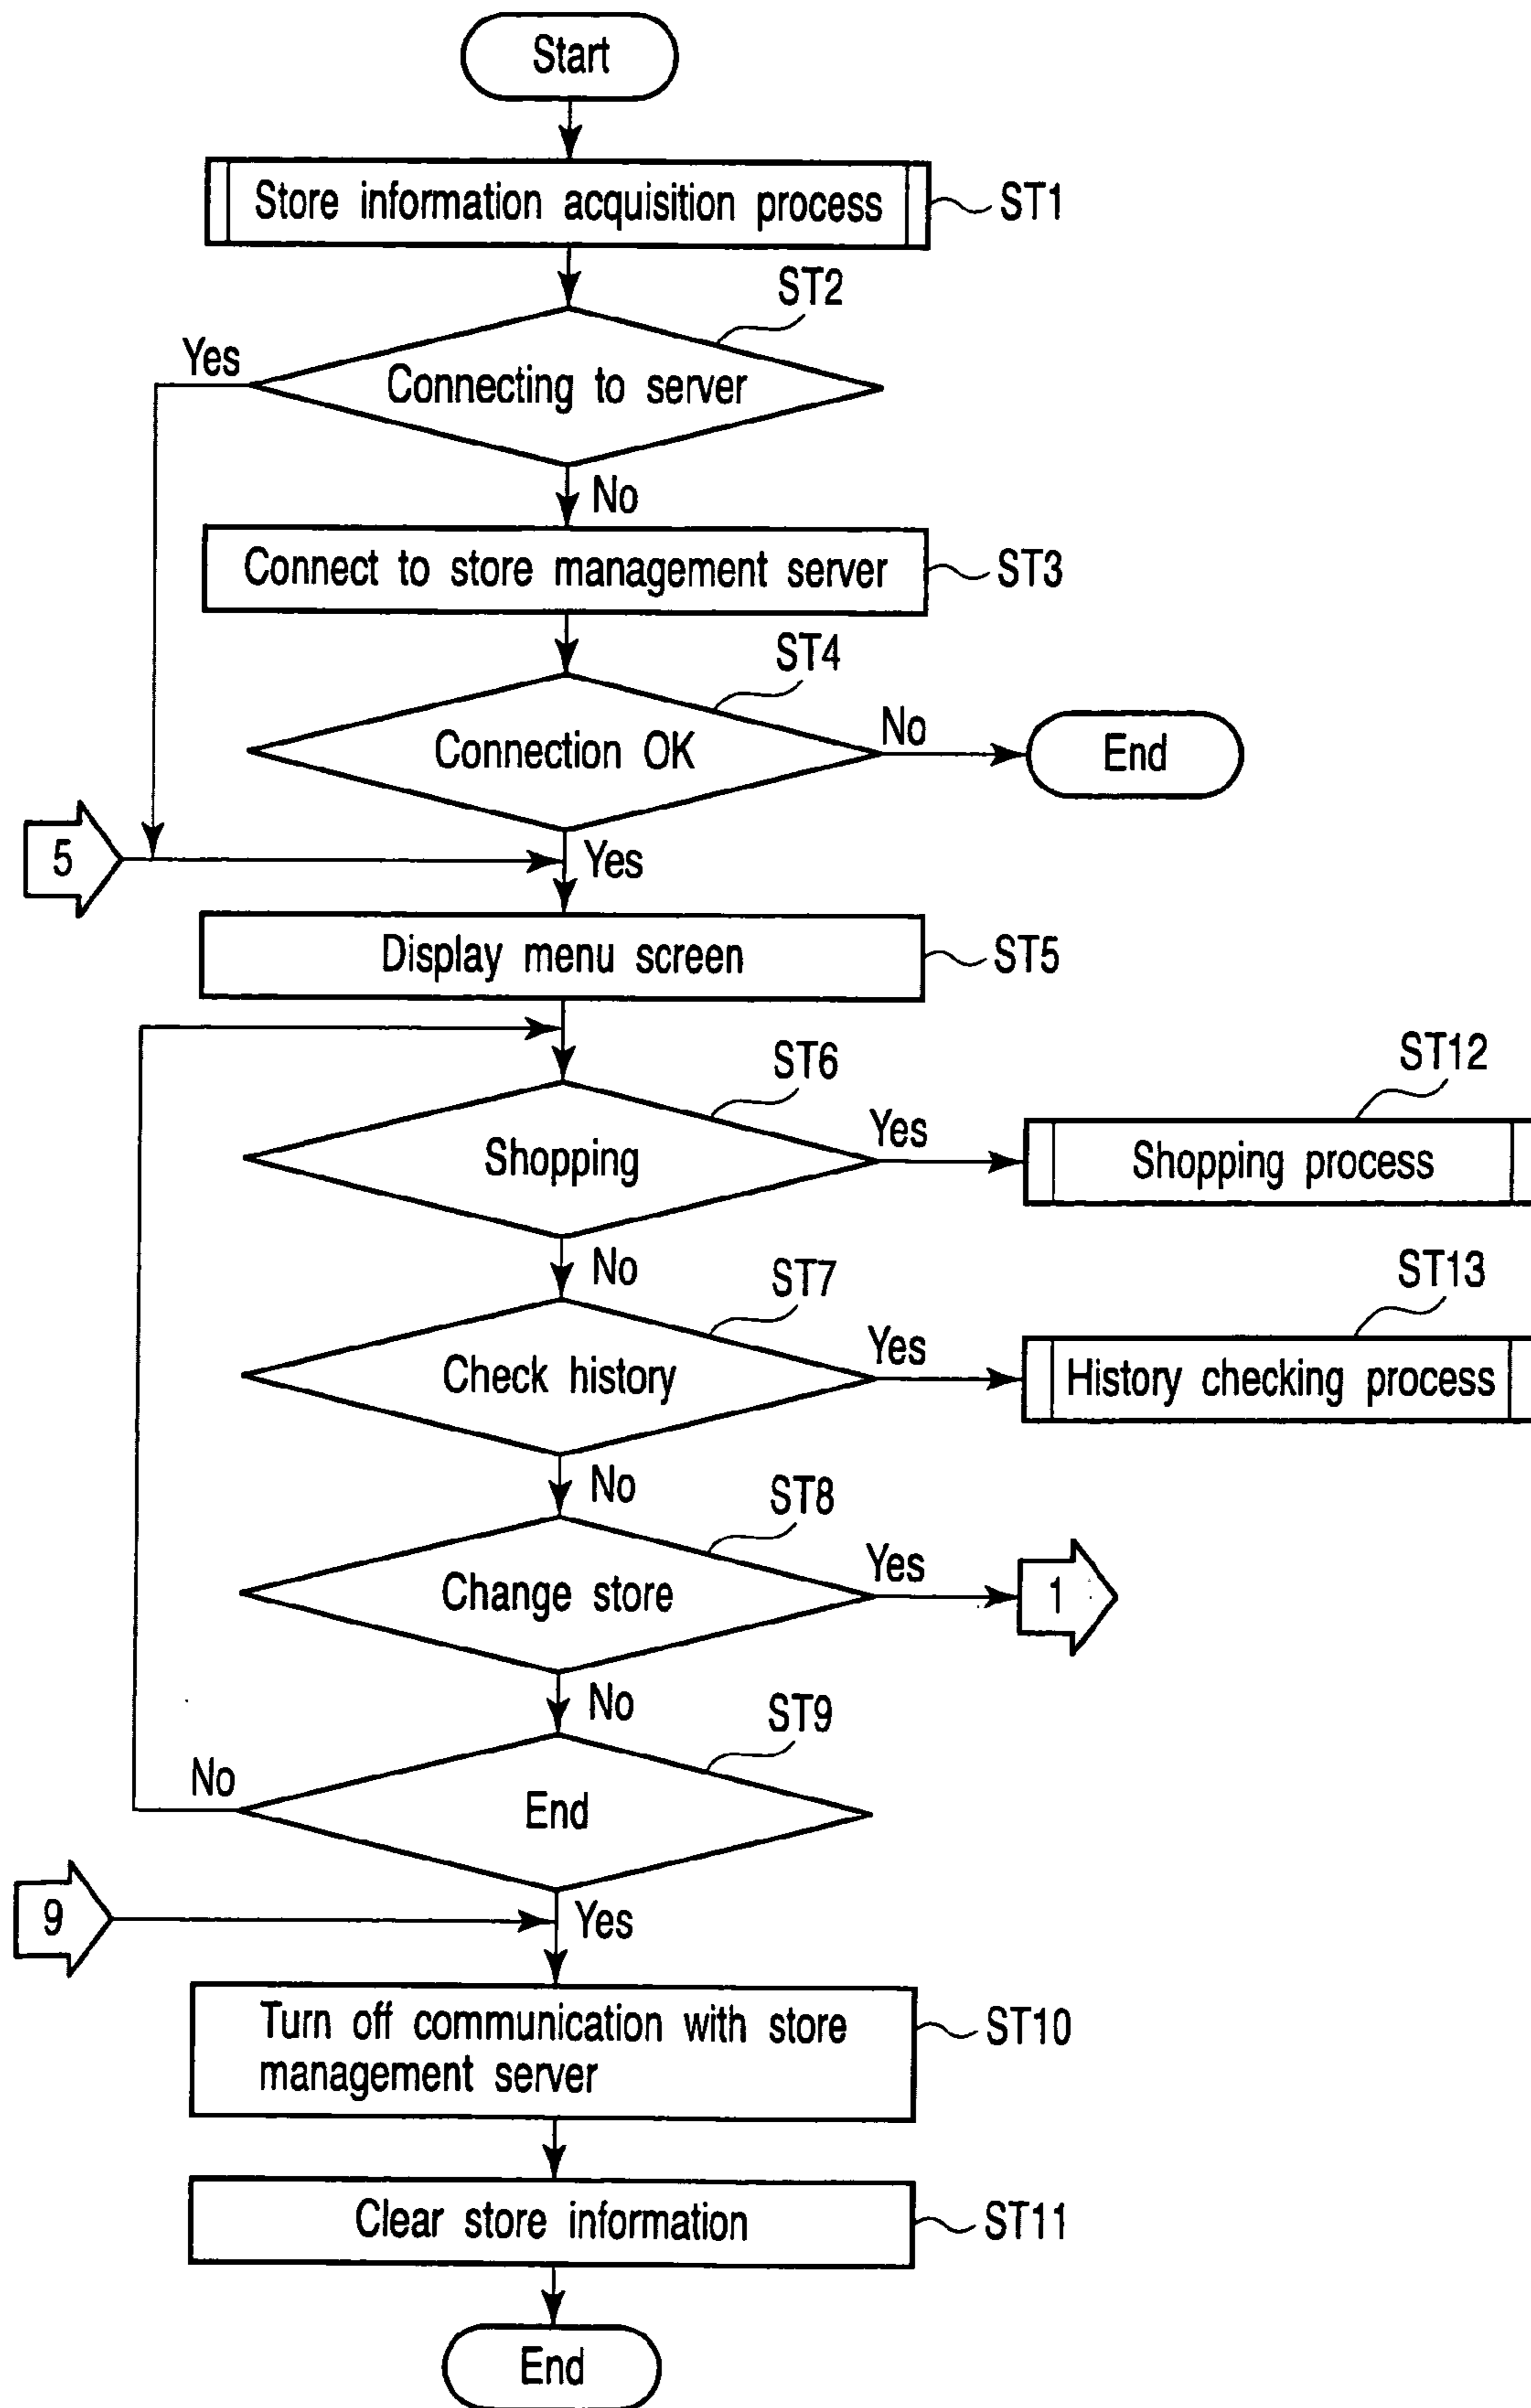 Start
Store information acquisition process
ST1
ST2
Yes
Connecting to server
No
Connect to store management server
ST3
ST4
Connection OK
No
End
5
Yes
Display menu screen
ST5
ST6
Shopping
Yes
ST12
Shopping process
No
ST7
Check history
Yes
ST13
History checking process
No
ST8
Change store
Yes
1
No
ST9
No
End
9
Yes
Turn off communication with store
management server
ST10
Clear store information
ST11
End